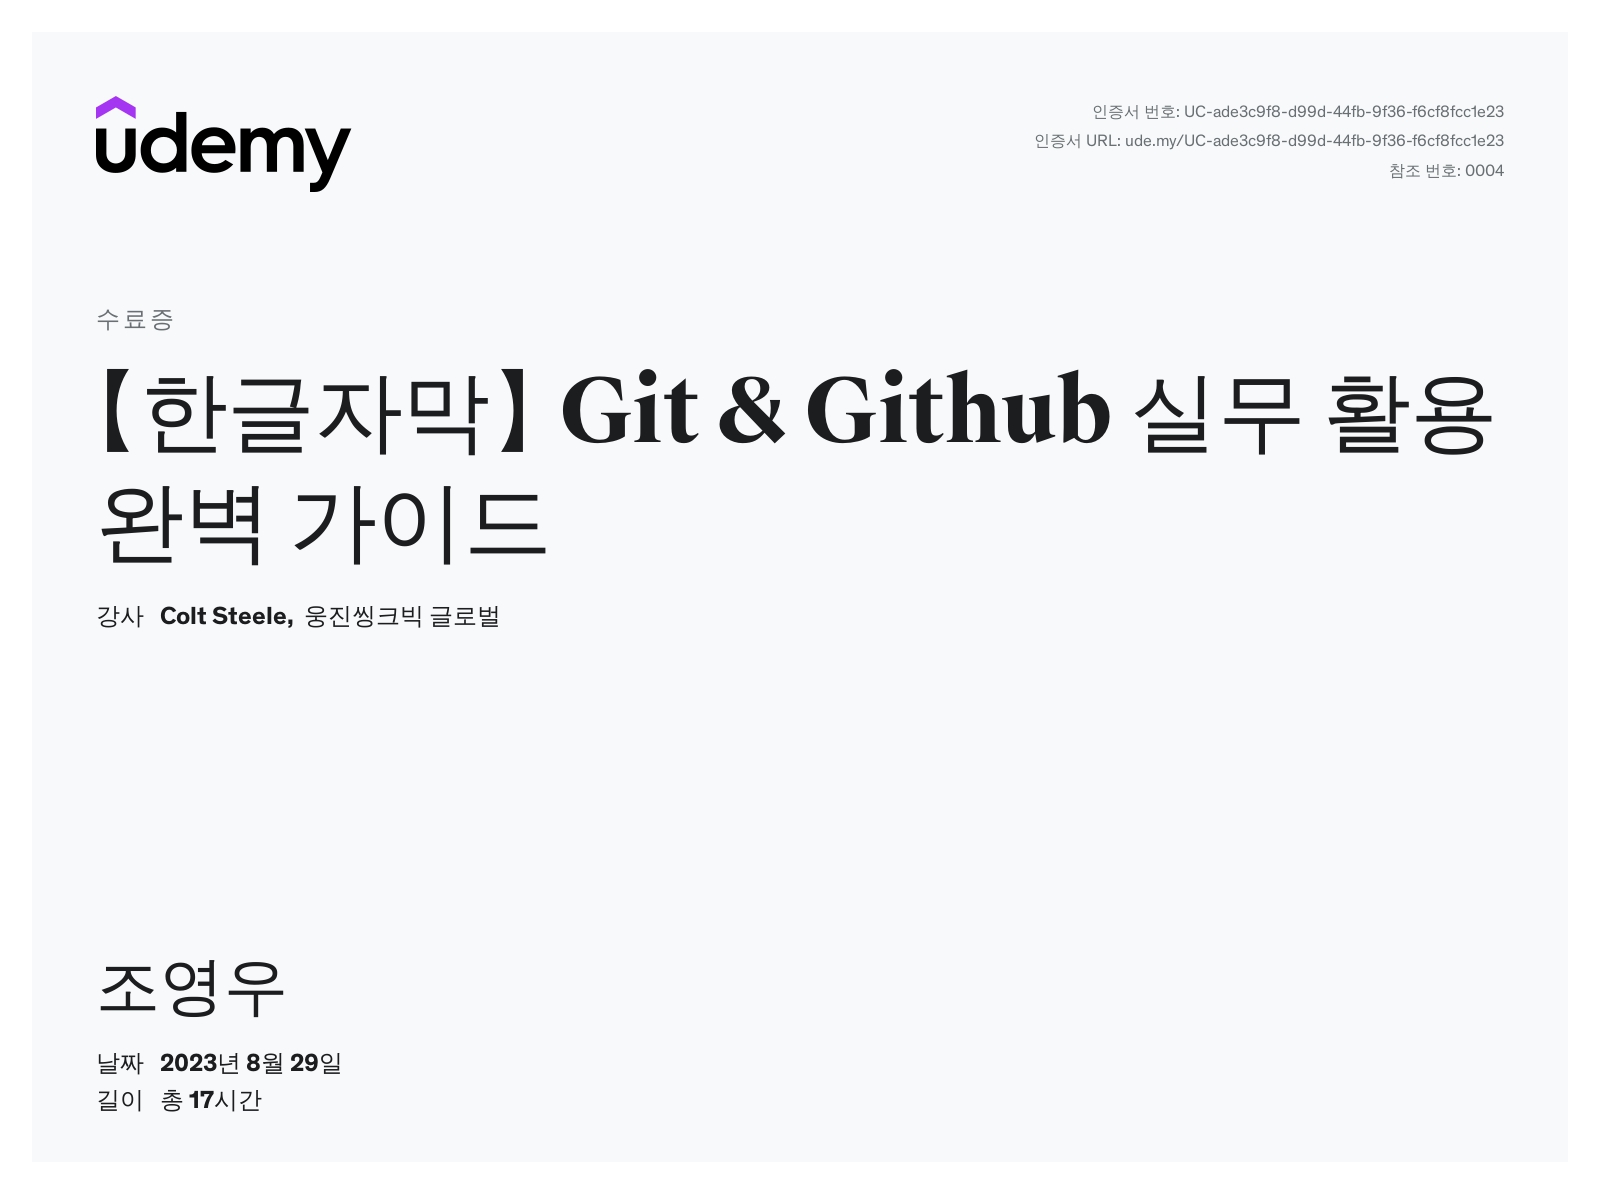 udemy
인증서 번호: UC-ade3c9f8-d99d-44fb-9f36-f6cf8fcc1e23
인증서 URL: ude.my/UC-ade3c9f8-d99d-44fb-9f36-f6cf8fcc1e23
참조 번호: 0004
수료증
【한글자막】 Git & Github 실무 활용
완벽 가이드
강사 Colt Steele, 웅진씽크빅 글로벌
조영우
날짜 2023년 8월 29일
길이 총 17시간